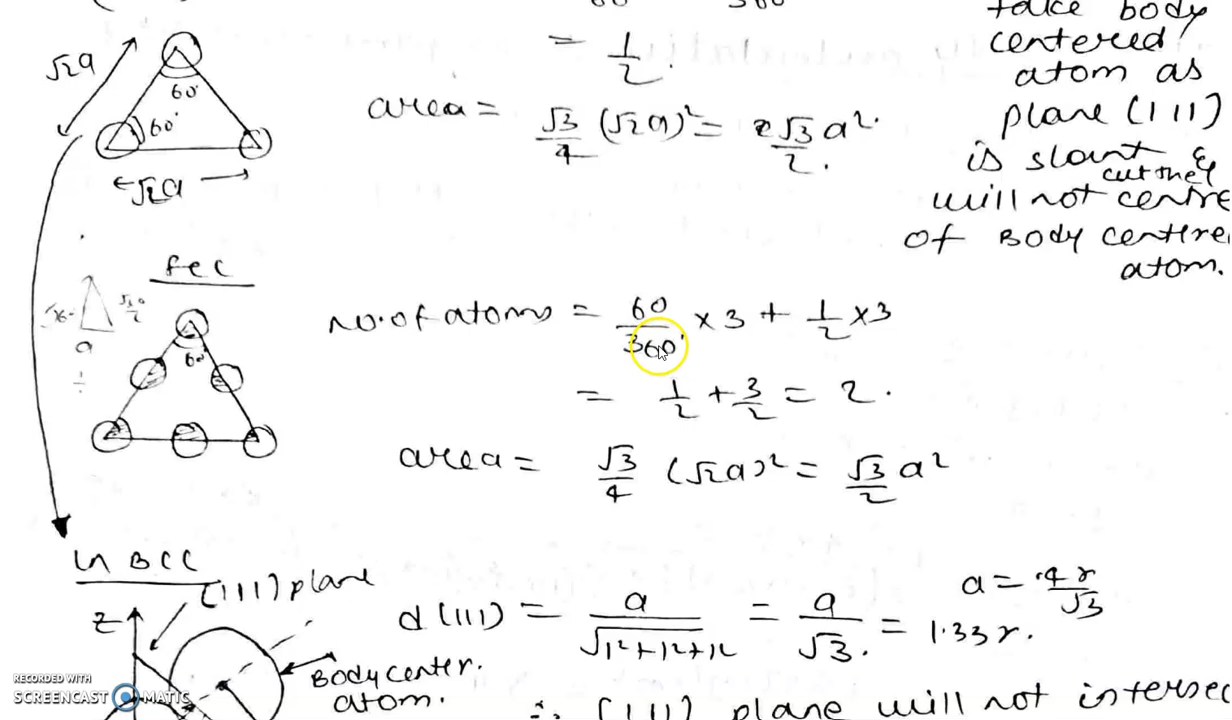 = 1/2.
take body
centered
atom as
plane (111)
is slant &
cut the
will not centre
of Body centere
atom.
√2a
60°
60°
√2a
area = √3/4 (√2a)² = √3/2 a².
fcc
60°
a
no. of atoms = 60/360° × 3 + 1/2 × 3
= 1/2 + 3/2 = 2.
area = √3/4 (√2a)² = √3/2 a²
In BCC
(111) plane
Z
Body center.
atom.
d(111) = a/√1²+1²+1² = a/√3. = 1.33r.
a = 4r/√3
∴ (111) plane will not intersec
RECORDED WITH
SCREENCAST MATIC